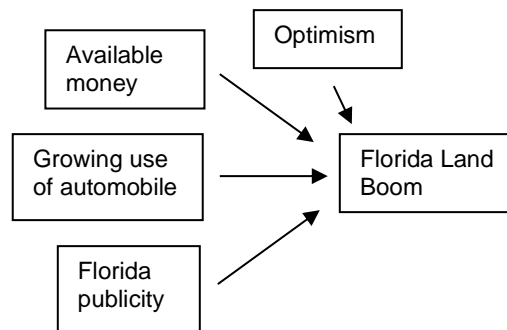 Optimism
Available
money
Growing use
of automobile
Florida Land
Boom
Florida
publicity